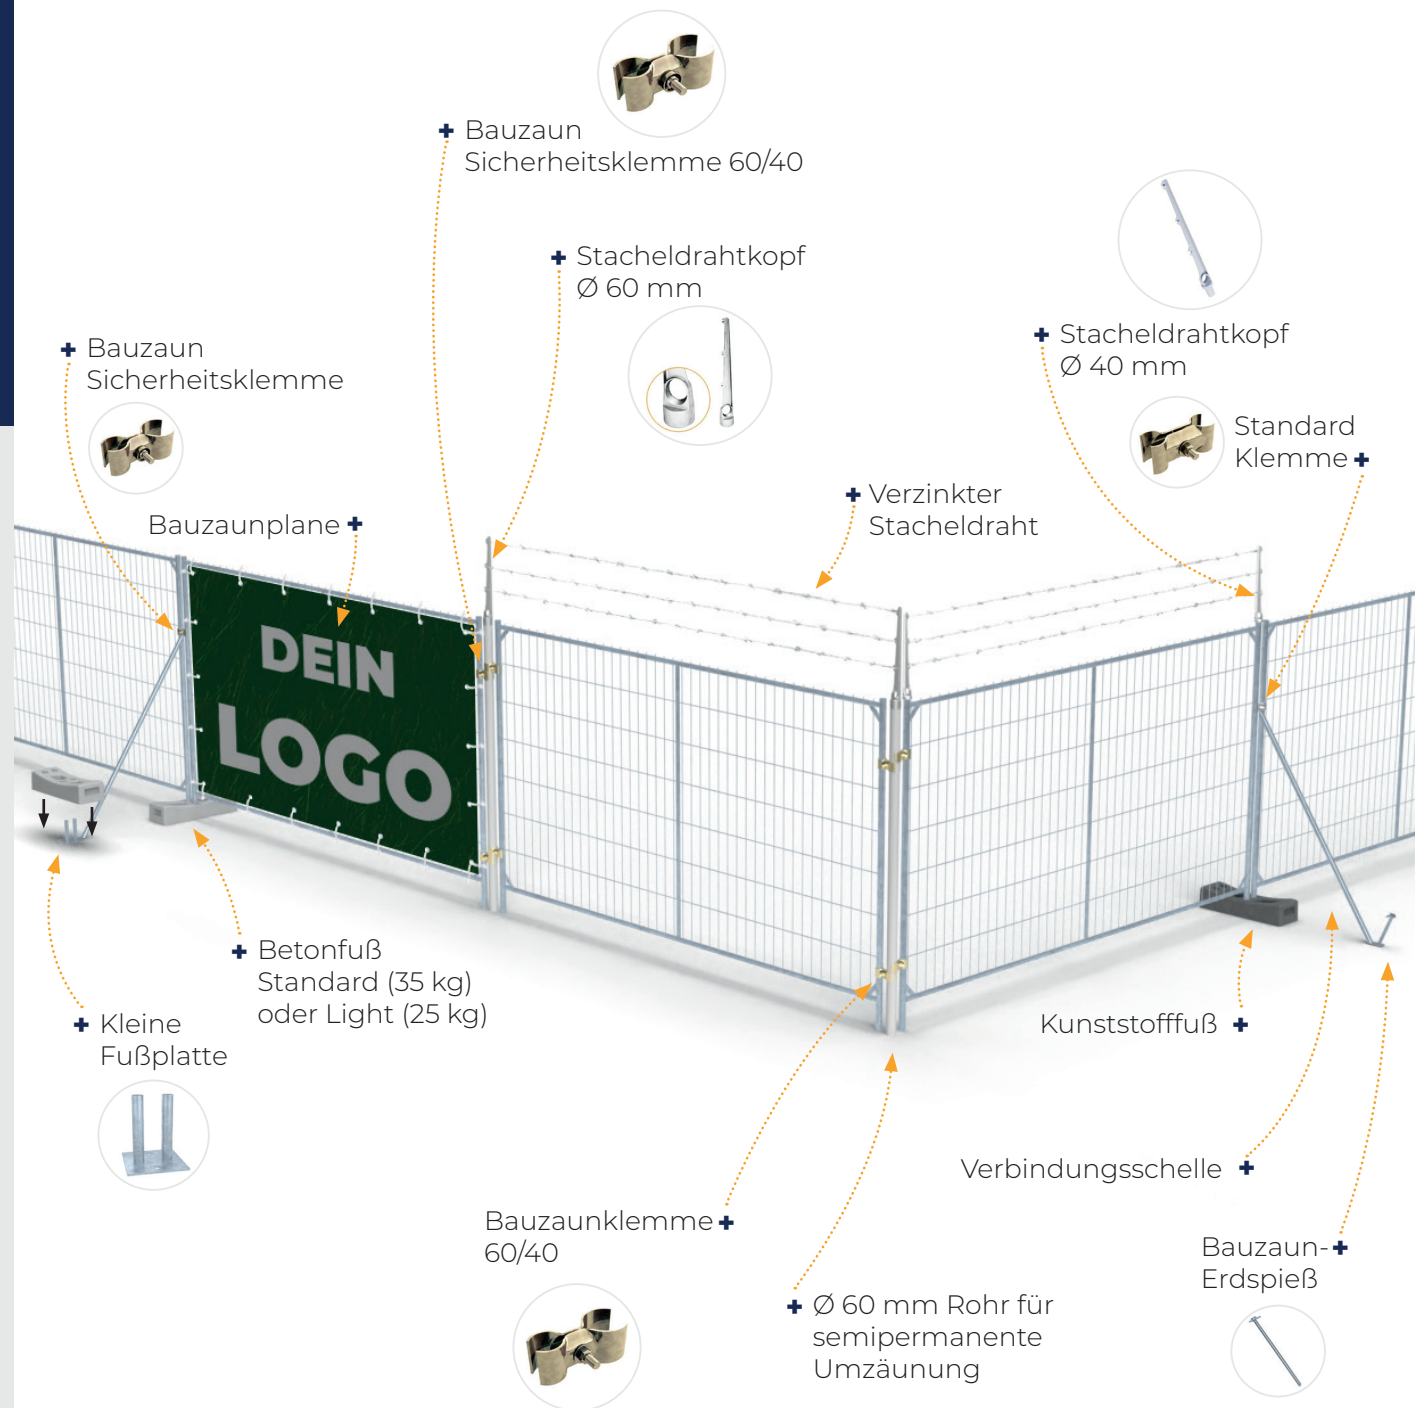 Bauzaun
Sicherheitsklemme 60/40
Stacheldrahtkopf
Ø 60 mm
Stacheldrahtkopf
Ø 40 mm
Bauzaun
Sicherheitsklemme
Standard
Klemme
Verzinkter
Stacheldraht
Bauzaunplane
DEIN
LOGO
Betonfuß
Standard (35 kg)
oder Light (25 kg)
Kleine
Fußplatte
Kunststofffuß
Verbindungsschelle
Bauzaunklemme
60/40
Bauzaun-
Erdspieß
Ø 60 mm Rohr für
semipermanente
Umzäunung